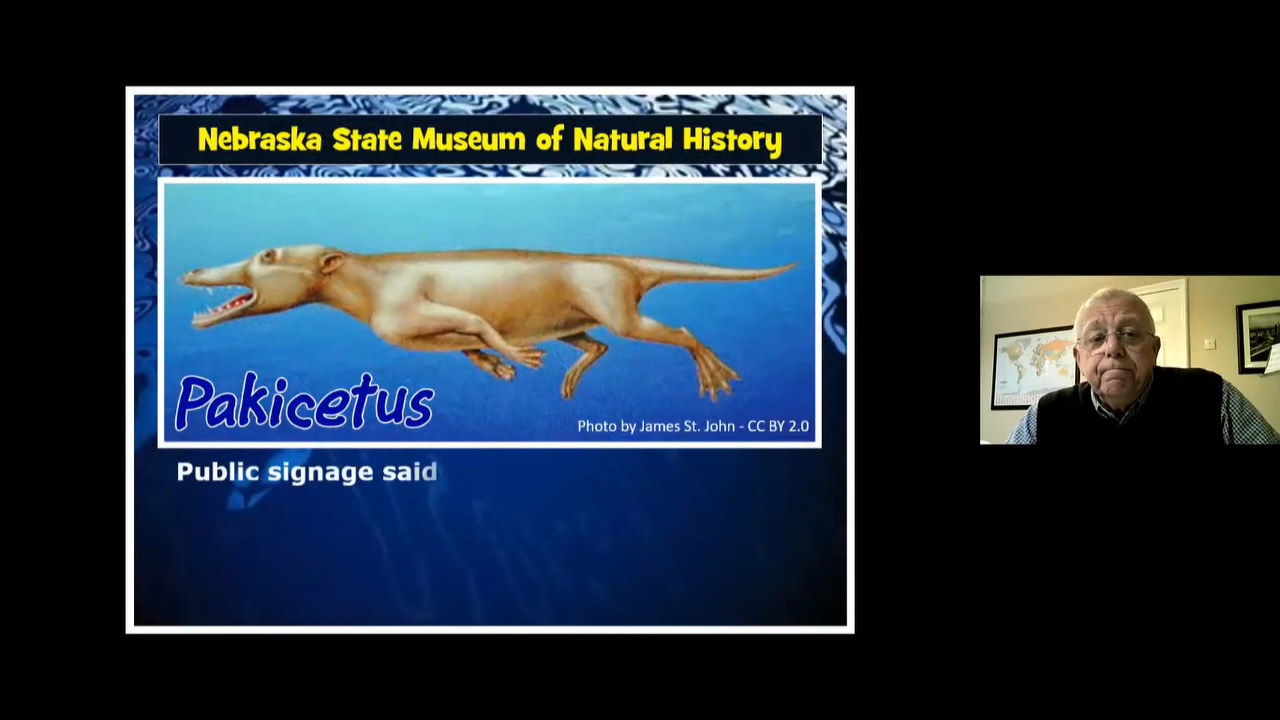 Nebraska State Museum of Natural History
Pakicetus
Photo by James St. John - CC BY 2.0
Public signage said